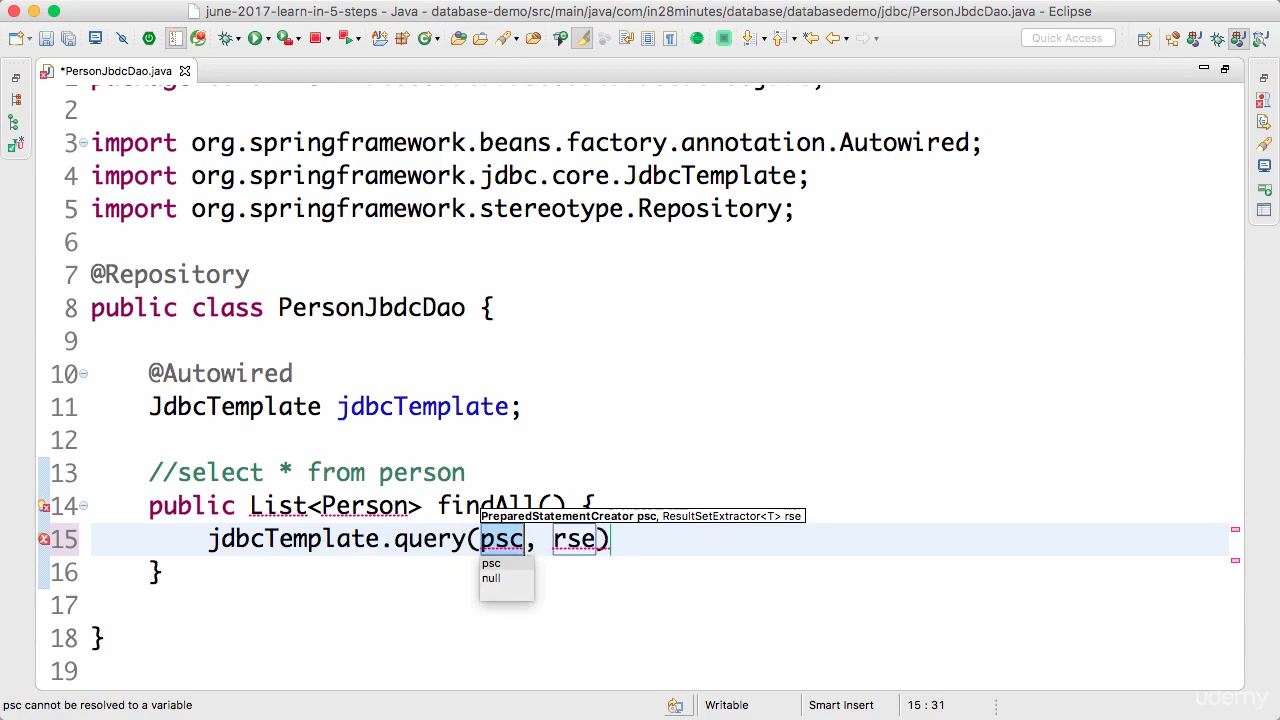 june-2017-learn-in-5-steps - Java - database-demo/src/main/java/com/in28minutes/database/databasedemo/jdbc/PersonJbdcDao.java - Eclipse
Quick Access
*PersonJbdcDao.java
2
3 import org.springframework.beans.factory.annotation.Autowired;
4 import org.springframework.jdbc.core.JdbcTemplate;
5 import org.springframework.stereotype.Repository;
6
7 @Repository
8 public class PersonJbdcDao {
9
10 @Autowired
11 JdbcTemplate jdbcTemplate;
12
13 //select * from person
14 public List<Person> findAll() {
PreparedStatementCreator psc, ResultSetExtractor<T> rse
15 jdbcTemplate.query(psc, rse)
psc
null
16 }
17
18 }
19
psc cannot be resolved to a variable
Writable
Smart Insert
15 : 31
udemy